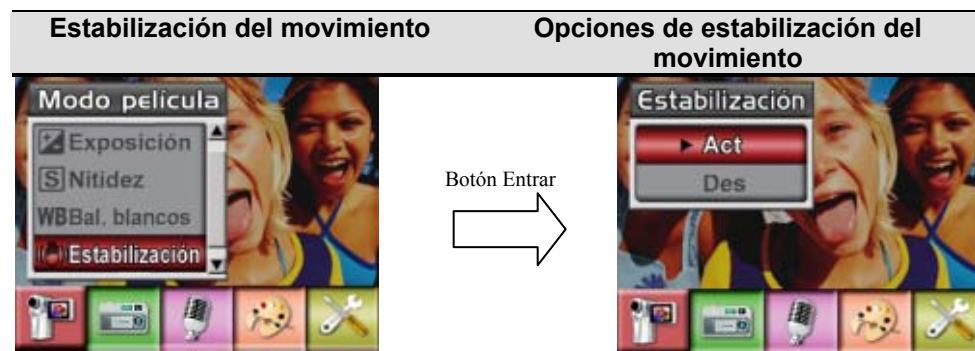 Estabilización del movimiento
Opciones de estabilización del
movimiento
Modo película
Exposición
S Nitidez
WB Bal. blancos
Estabilización
Botón Entrar
Estabilización
Act
Des